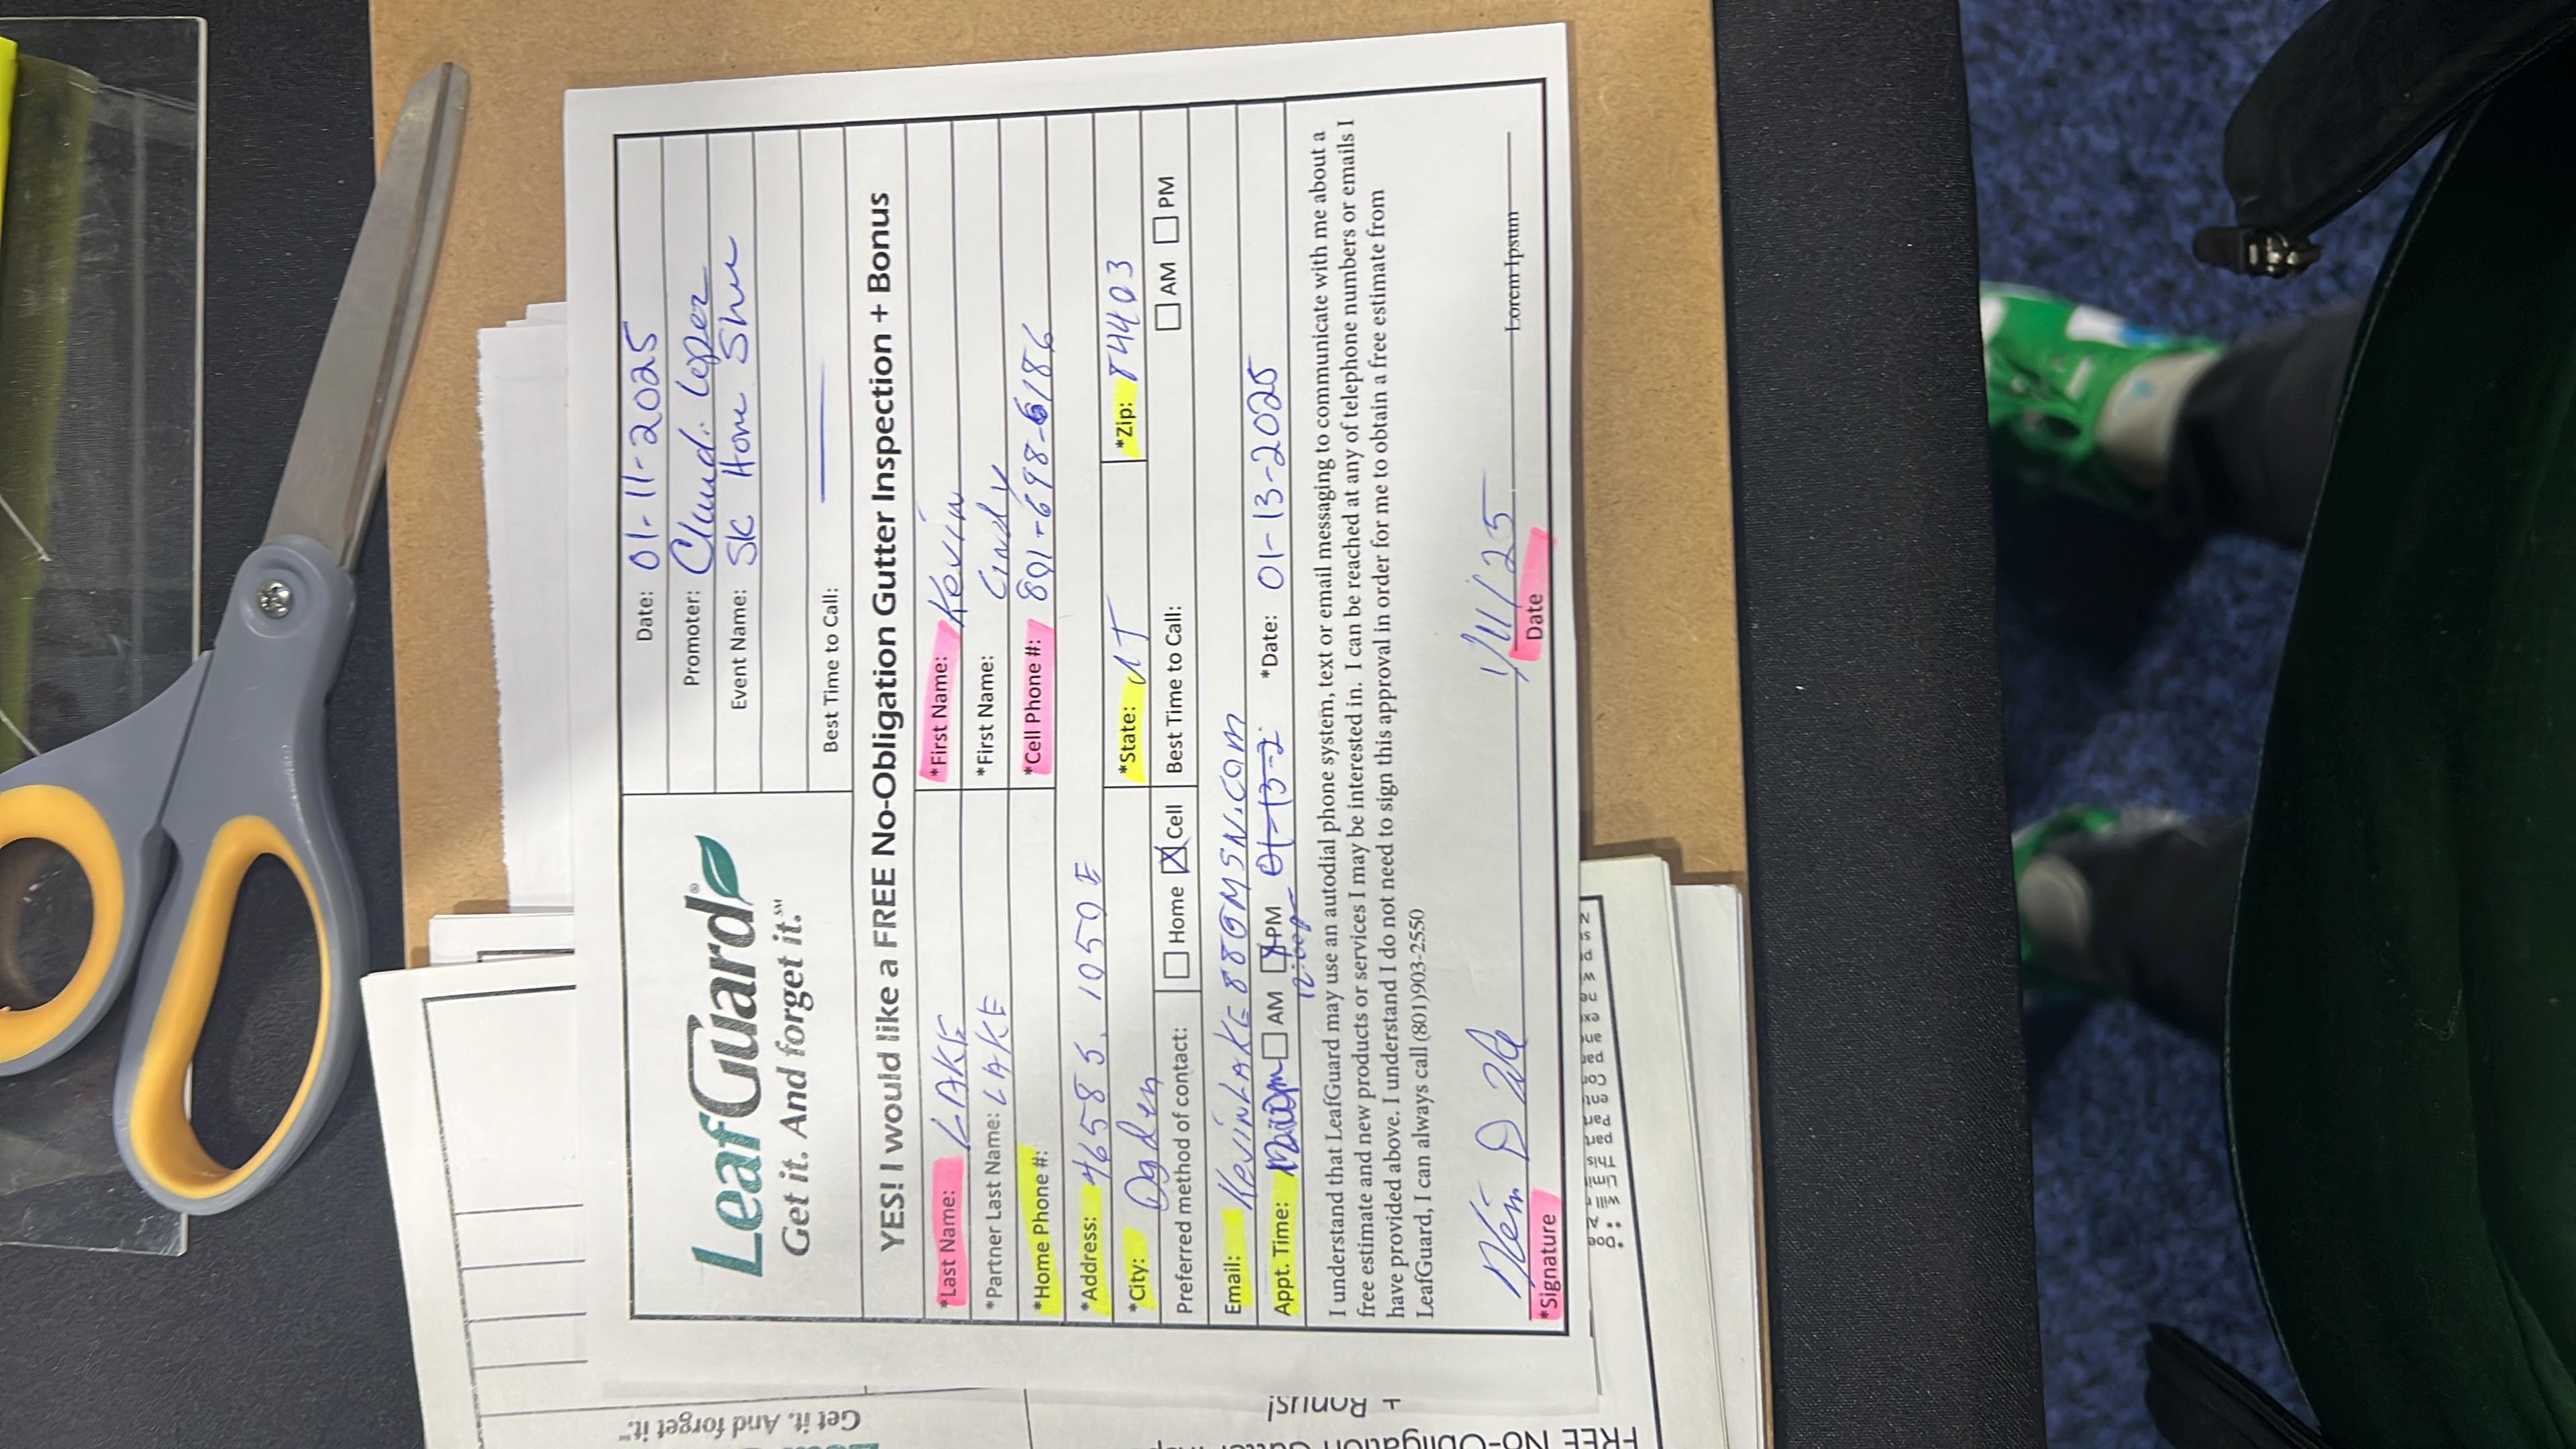 Get it. And forget it.℠
+ Bonus!
LeafGuard®
Get it. And forget it.℠
Date: 01-11-2025
Promoter: Claudi Lopez
Event Name: SK Home Show
Best Time to Call: —
YES! I would like a FREE No-Obligation Gutter Inspection + Bonus
*Last Name: LAKE *First Name: Kevin
*Partner Last Name: LAKE *First Name: Cindy
*Home Phone #: *Cell Phone #: 801-698-6186
*Address: 4658 S. 1050 E
*City: Ogden *State: UT *Zip: 84403
Preferred method of contact: Home X Cell Best Time to Call: AM PM
Email: KevinLAKE88@MSN.com
Appt. Time: 12:00pm AM X PM 01-13-2 *Date: 01-13-2025
12:00p
I understand that LeafGuard may use an autodial phone system, text or email messaging to communicate with me about a
free estimate and new products or services I may be interested in. I can be reached at any of telephone numbers or emails I
have provided above. I understand I do not need to sign this approval in order for me to obtain a free estimate from
LeafGuard, I can always call (801)903-2550
1/11/25 Lorem Ipsum
*Signature Date